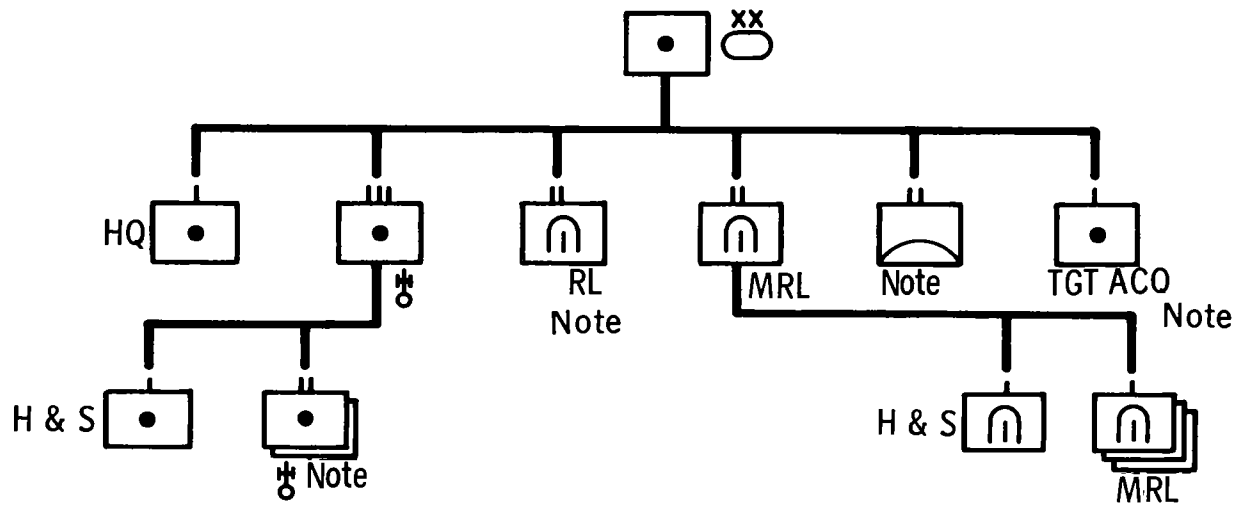 XX
HQ
RL
Note
MRL
Note
TGT ACQ
Note
H & S
Note
H & S
MRL